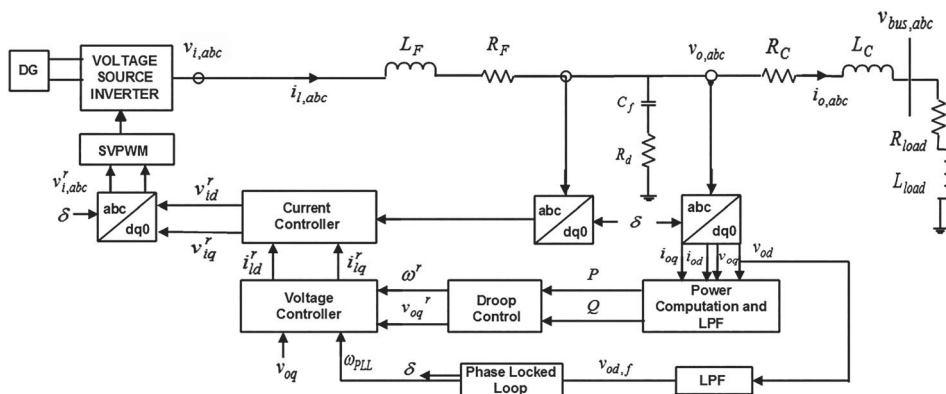 DG
VOLTAGE
SOURCE
INVERTER
v_{i,abc}
i_{l,abc}
L_F
R_F
v_{o,abc}
R_C
L_C
v_{bus,abc}
i_{o,abc}
C_f
R_d
R_{load}
L_{load}
SVPWM
v^r_{i,abc}
δ
abc
dq0
v^r_{id}
v^r_{iq}
Current
Controller
abc
dq0
δ
abc
dq0
i_{oq}
i_{od}
v_{oq}
v_{od}
i^r_{ld}
i^r_{lq}
Voltage
Controller
ω^r
v_{oq}^r
Droop
Control
P
Q
Power
Computation and
LPF
v_{oq}
ω_{PLL}
δ
Phase Locked
Loop
v_{od,f}
LPF